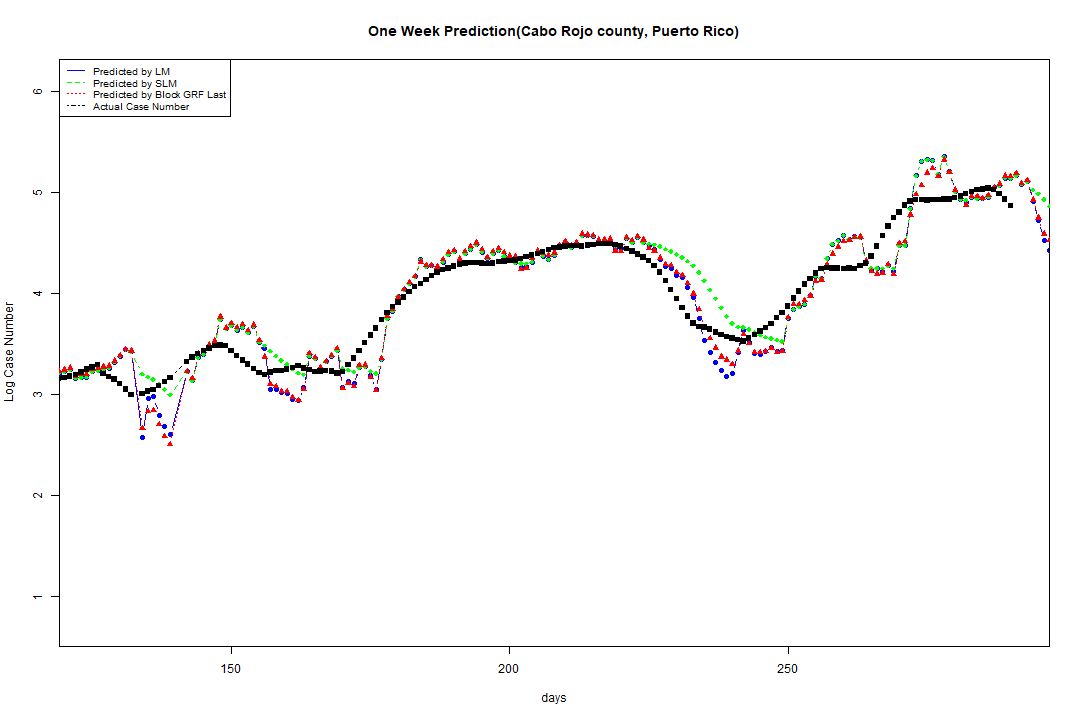 One Week Prediction(Cabo Rojo county, Puerto Rico)
Predicted by LM
Predicted by SLM
Predicted by Block GRF Last
Actual Case Number
6
5
4
3
2
1
Log Case Number
150
200
250
days